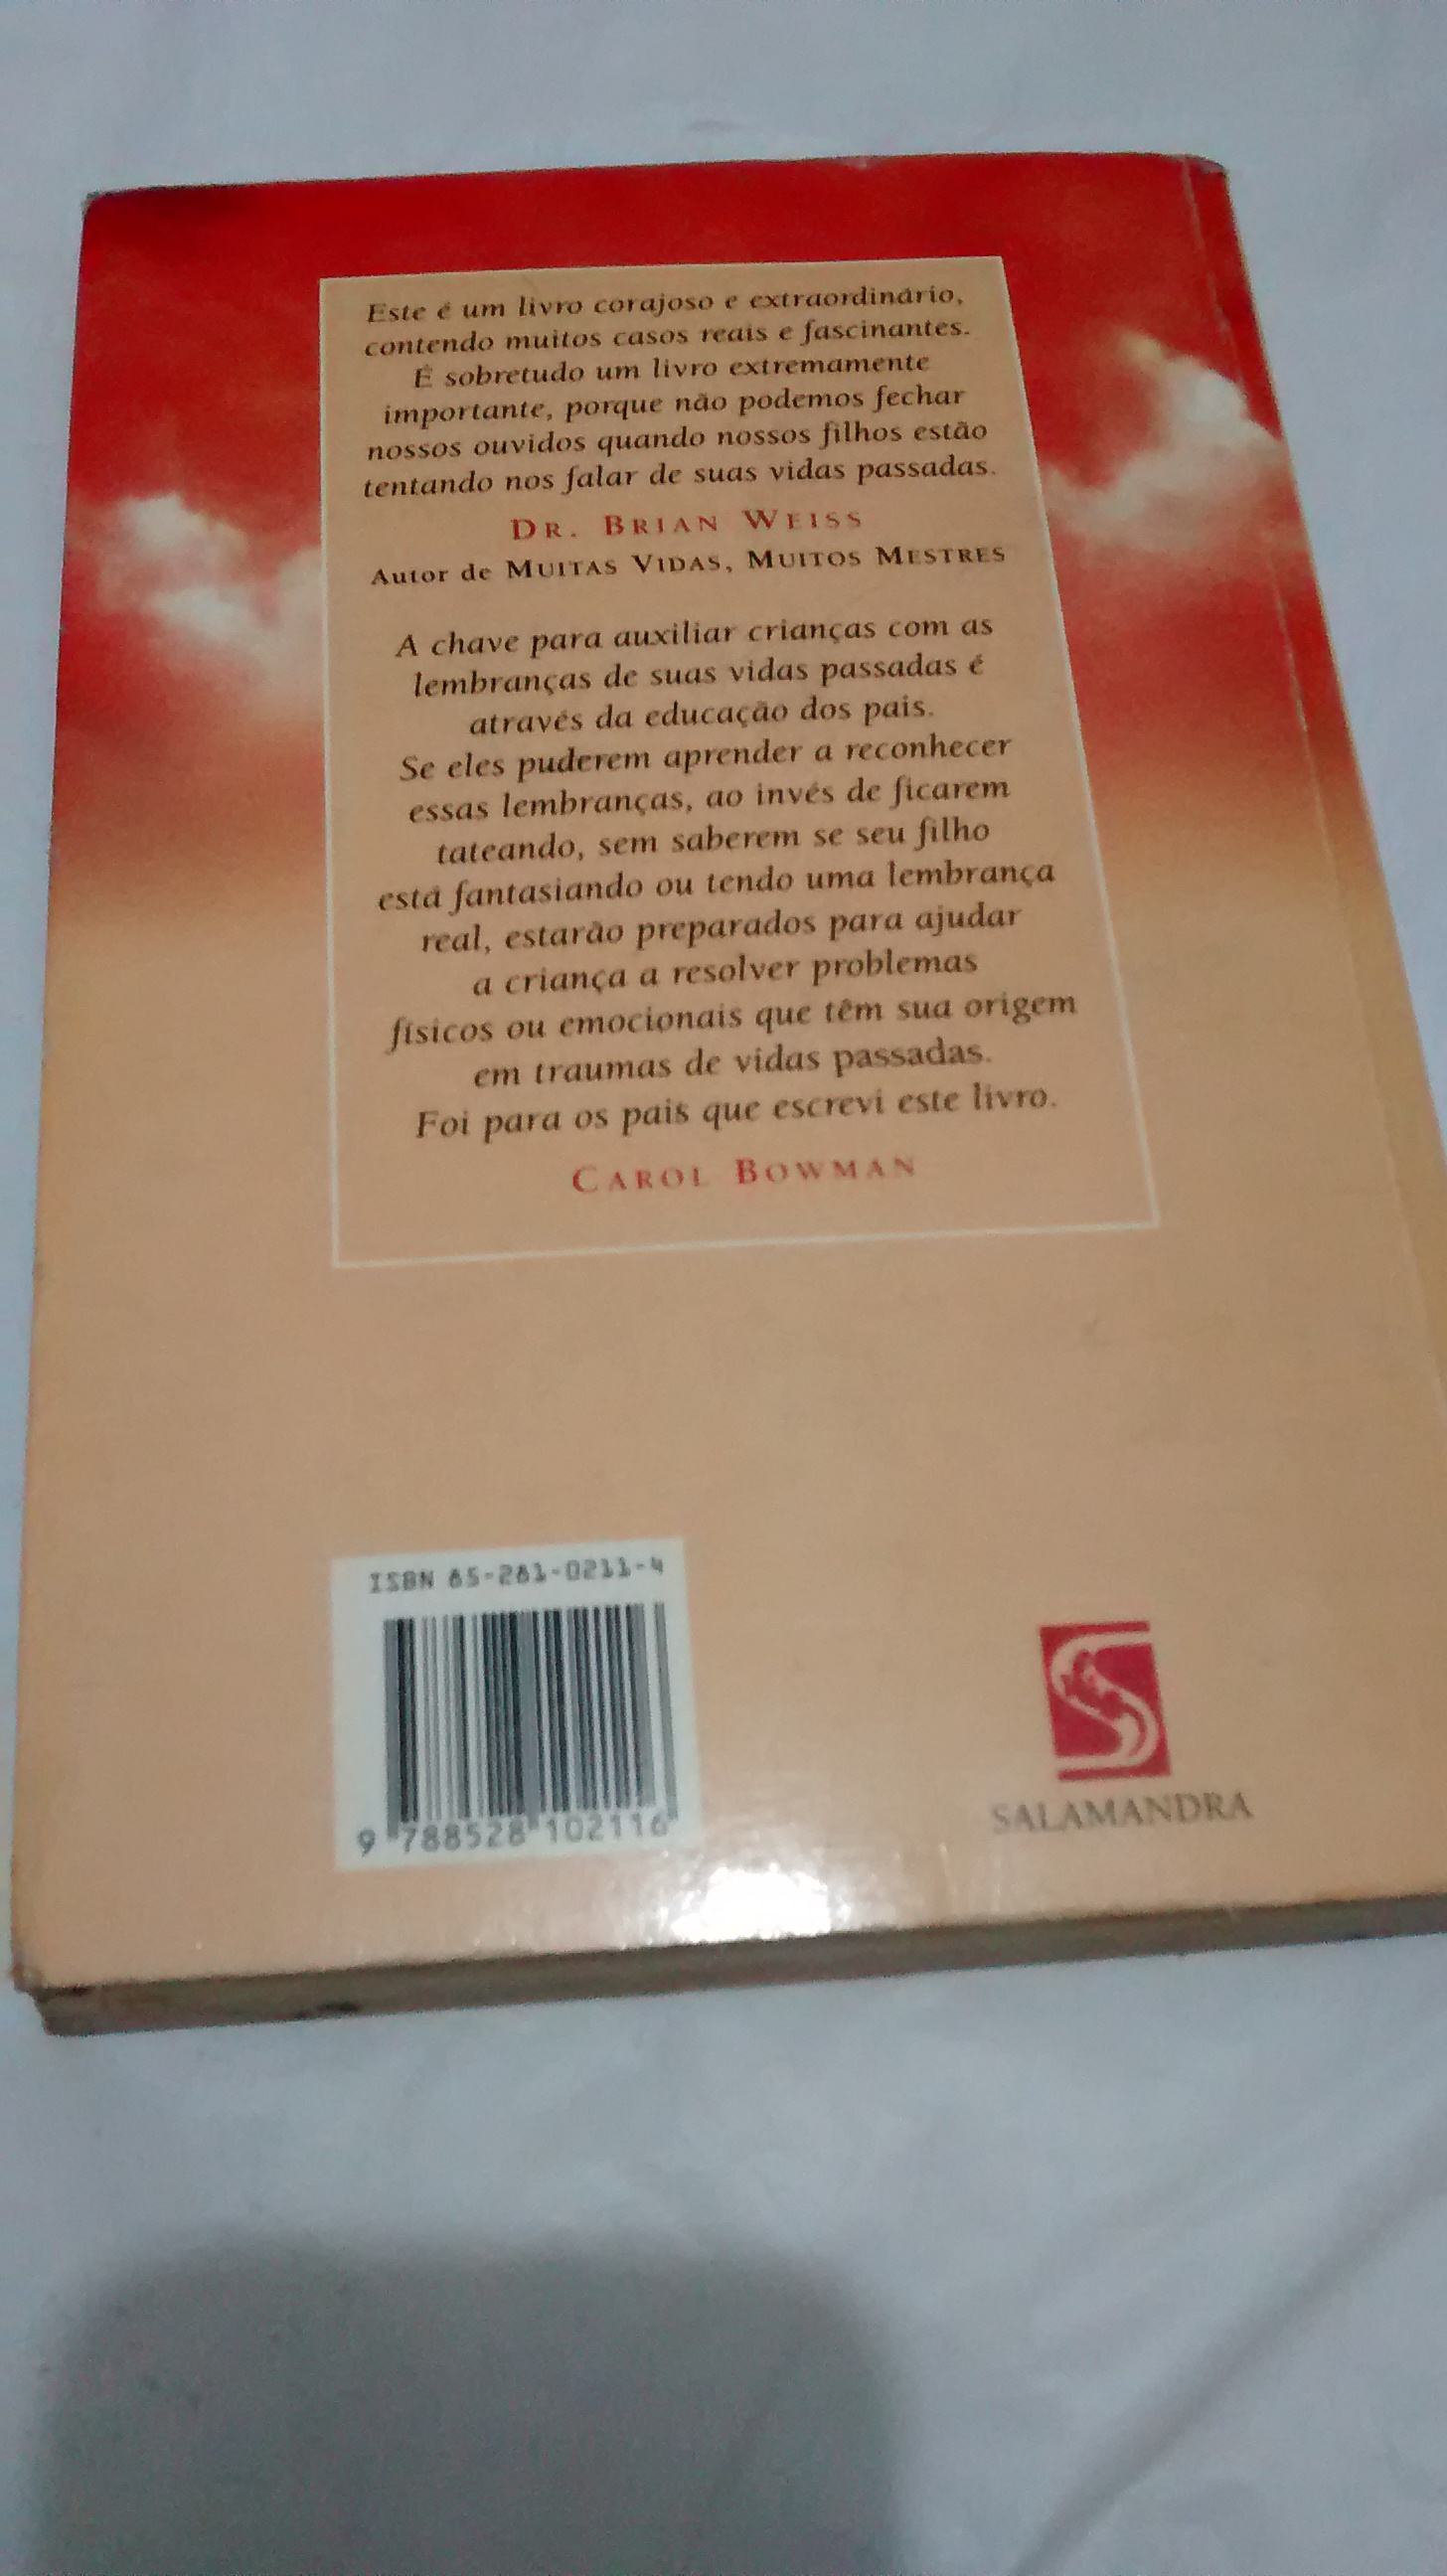 Este é um livro corajoso e extraordinário,
contendo muitos casos reais e fascinantes.
É sobretudo um livro extremamente
importante, porque não podemos fechar
nossos ouvidos quando nossos filhos estão
tentando nos falar de suas vidas passadas.
DR. BRIAN WEISS
Autor de MUITAS VIDAS, MUITOS MESTRES
A chave para auxiliar crianças com as
lembranças de suas vidas passadas é
através da educação dos pais.
Se eles puderem aprender a reconhecer
essas lembranças, ao invés de ficarem
tateando, sem saberem se seu filho
está fantasiando ou tendo uma lembrança
real, estarão preparados para ajudar
a criança a resolver problemas
físicos ou emocionais que têm sua origem
em traumas de vidas passadas.
Foi para os pais que escrevi este livro.
CAROL BOWMAN
ISBN 85-281-0211-4
9 788528 102116
SALAMANDRA